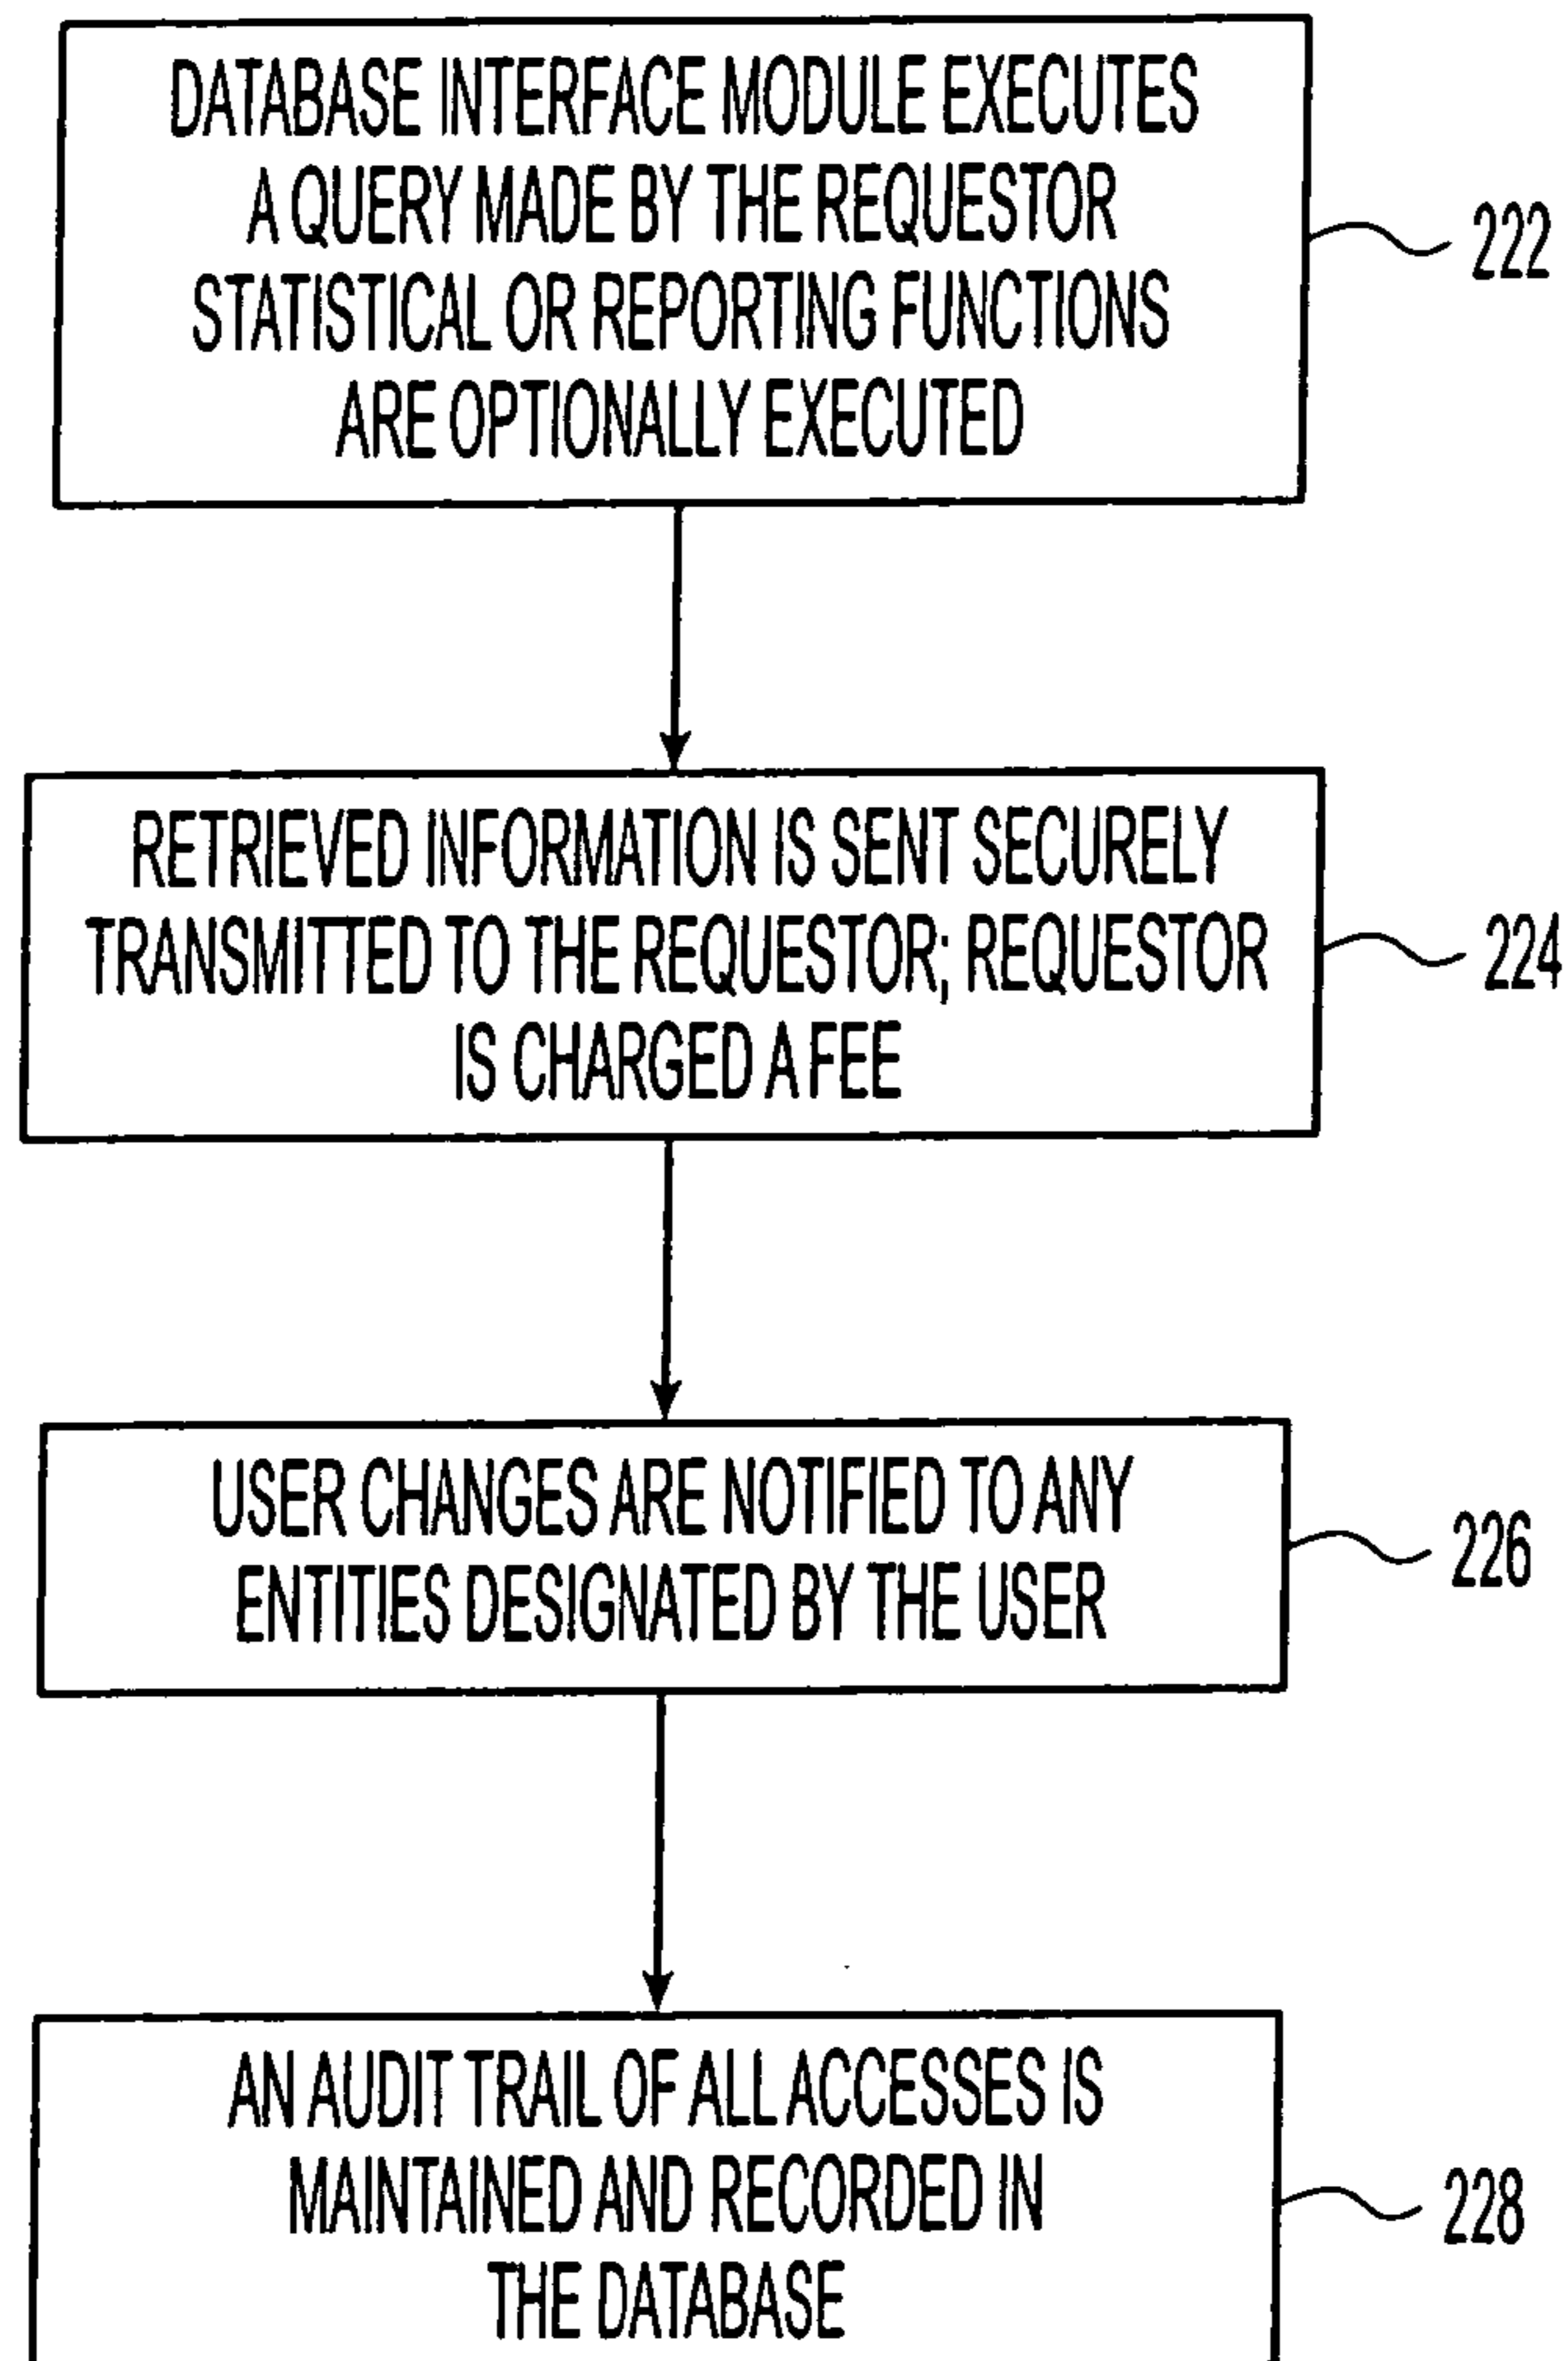 DATABASE INTERFACE MODULE EXECUTES
A QUERY MADE BY THE REQUESTOR
STATISTICAL OR REPORTING FUNCTIONS
ARE OPTIONALLY EXECUTED
222
RETRIEVED INFORMATION IS SENT SECURELY
TRANSMITTED TO THE REQUESTOR; REQUESTOR
IS CHARGED A FEE
224
USER CHANGES ARE NOTIFIED TO ANY
ENTITIES DESIGNATED BY THE USER
226
AN AUDIT TRAIL OF ALL ACCESSES IS
MAINTAINED AND RECORDED IN
THE DATABASE
228